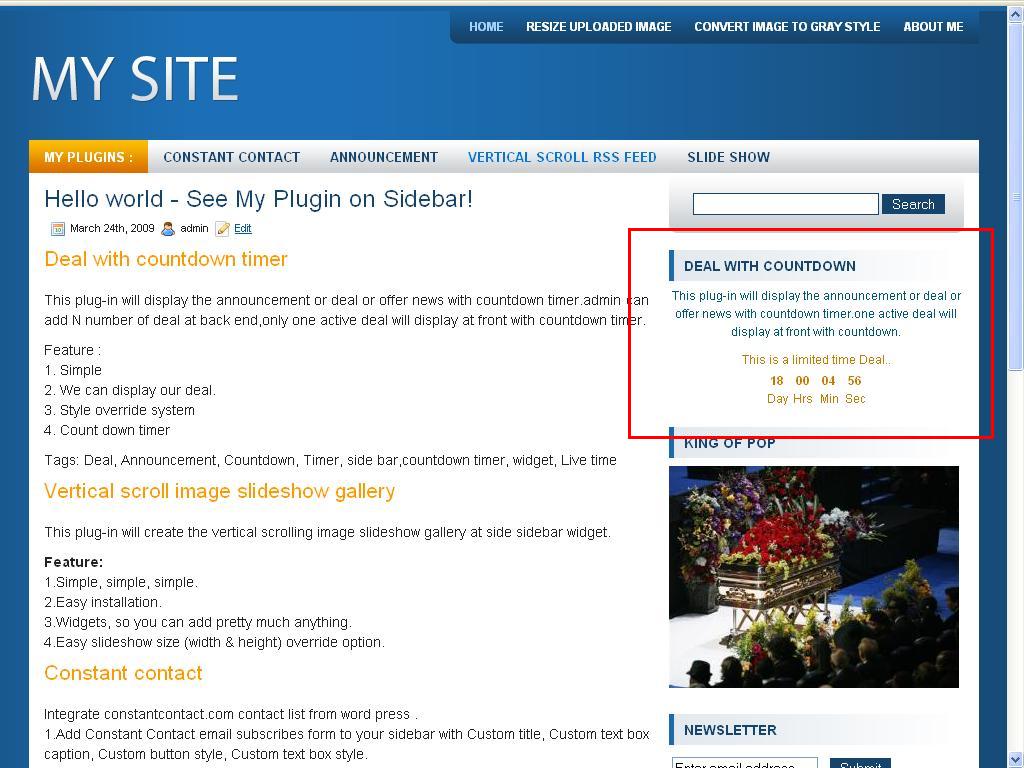 HOME RESIZE UPLOADED IMAGE CONVERT IMAGE TO GRAY STYLE ABOUT ME
MY SITE
MY PLUGINS : CONSTANT CONTACT ANNOUNCEMENT VERTICAL SCROLL RSS FEED SLIDE SHOW
Hello world - See My Plugin on Sidebar!
March 24th, 2009 admin Edit
Deal with countdown timer
This plug-in will display the announcement or deal or offer news with countdown timer.admin can
add N number of deal at back end,only one active deal will display at front with countdown timer.
Feature :
1. Simple
2. We can display our deal.
3. Style override system
4. Count down timer
Tags: Deal, Announcement, Countdown, Timer, side bar,countdown timer, widget, Live time
Vertical scroll image slideshow gallery
This plug-in will create the vertical scrolling image slideshow gallery at side sidebar widget.
Feature:
1.Simple, simple, simple.
2.Easy installation.
3.Widgets, so you can add pretty much anything.
4.Easy slideshow size (width & height) override option.
Constant contact
Integrate constantcontact.com contact list from word press .
1.Add Constant Contact email subscribes form to your sidebar with Custom title, Custom text box
caption, Custom button style, Custom text box style.
Search
DEAL WITH COUNTDOWN
This plug-in will display the announcement or deal or
offer news with countdown timer.one active deal will
display at front with countdown.
This is a limited time Deal..
18 00 04 56
Day Hrs Min Sec
KING OF POP
NEWSLETTER
Enter email address Submit